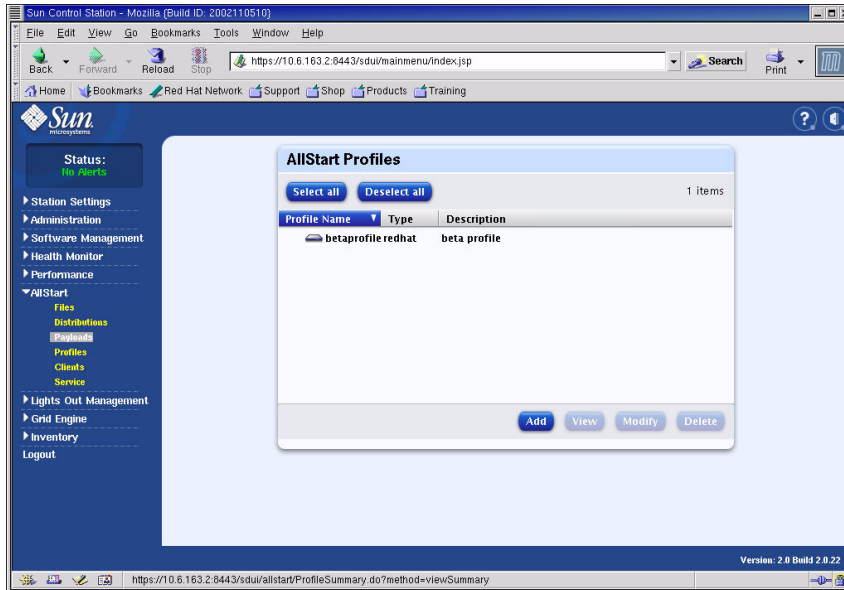 Sun Control Station - Mozilla {Build ID: 2002110510}
File Edit View Go Bookmarks Tools Window Help
Back Forward Reload Stop https://10.6.163.2:8443/sdui/mainmenu/index.jsp Search Print
Home Bookmarks Red Hat Network Support Shop Products Training
Sun
microsystems
?
Status:
No Alerts
Station Settings
Administration
Software Management
Health Monitor
Performance
AllStart
Files
Distributions
Payloads
Profiles
Clients
Service
Lights Out Management
Grid Engine
Inventory
Logout
AllStart Profiles
Select all Deselect all 1 items
Profile Name Type Description
betaprofile redhat beta profile
Add View Modify Delete
Version: 2.0 Build 2.0.22
https://10.6.163.2:8443/sdui/allstart/ProfileSummary.do?method=viewSummary